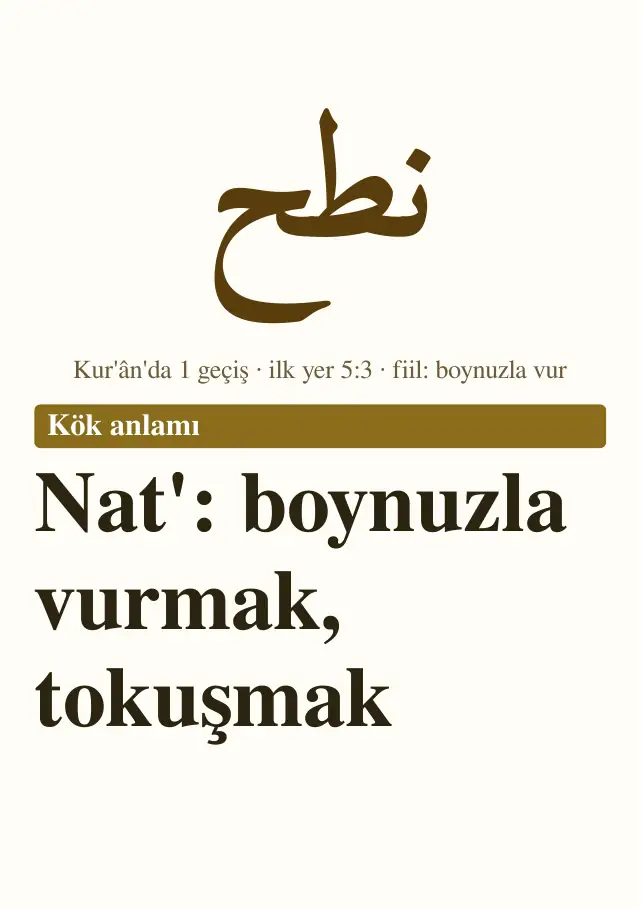 نطح
Kur'ân'da 1 geçiş · ilk yer 5:3 · fiil: boynuzla vur
Kök anlamı
Nat': boynuzla
vurmak,
tokuşmak